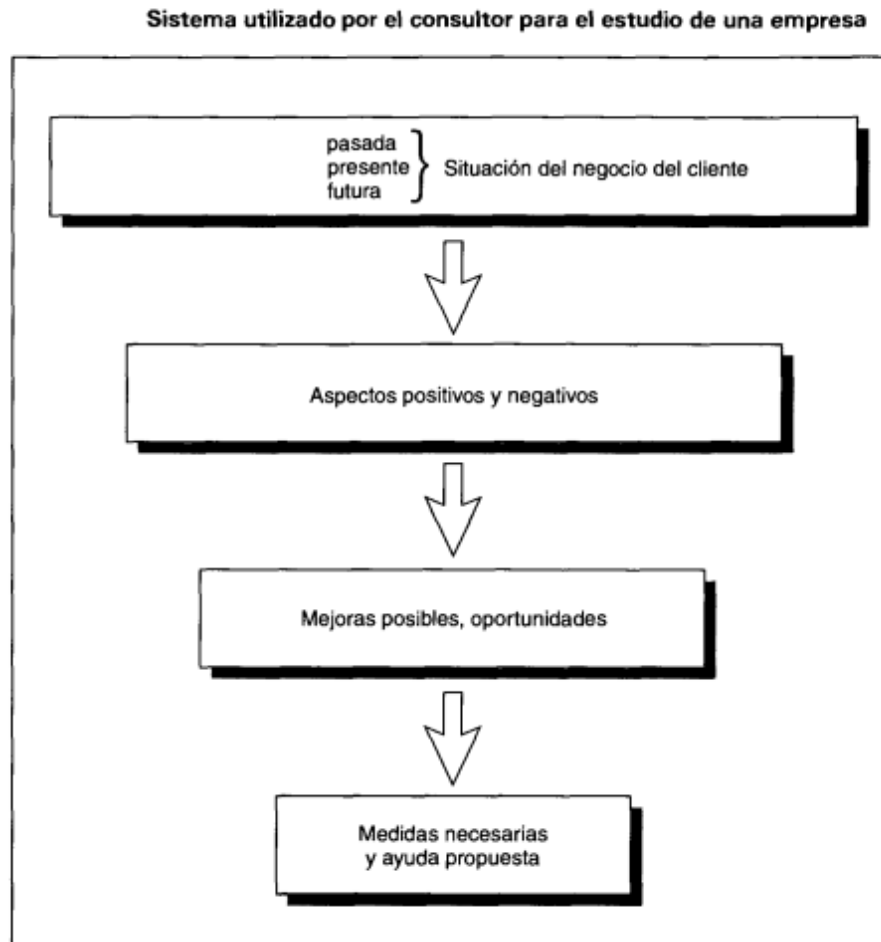 Sistema utilizado por el consultor para el estudio de una empresa
pasada
presente
futura
Situación del negocio del cliente
Aspectos positivos y negativos
Mejoras posibles, oportunidades
Medidas necesarias
y ayuda propuesta